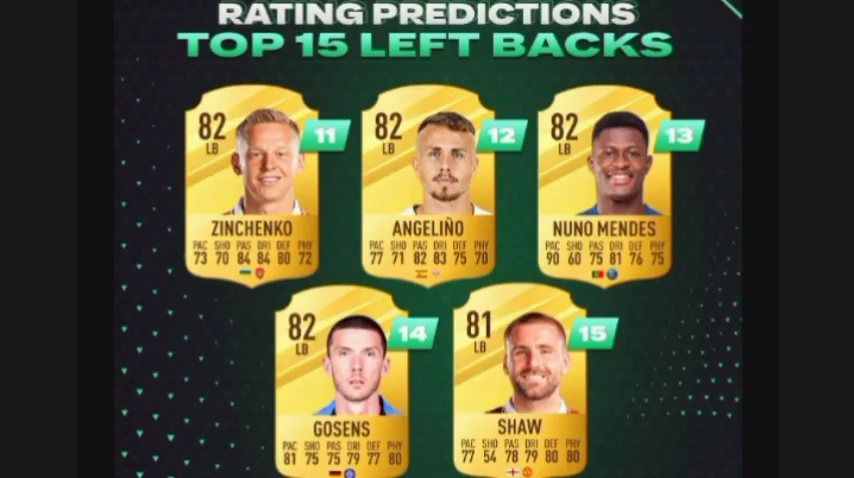 RATING PREDICTIONS
TOP 15 LEFT BACKS
82 LB 11
ZINCHENKO
PAC SHO PAS DRI DEF PHY
73 70 84 84 80 72
82 LB 12
ANGELIÑO
PAC SHO PAS DRI DEF PHY
77 71 82 83 75 70
82 LB 13
NUNO MENDES
PAC SHO PAS DRI DEF PHY
90 60 75 81 76 75
82 LB 14
GOSENS
PAC SHO PAS DRI DEF PHY
81 75 75 79 77 80
81 LB 15
SHAW
PAC SHO PAS DRI DEF PHY
77 54 78 79 80 80